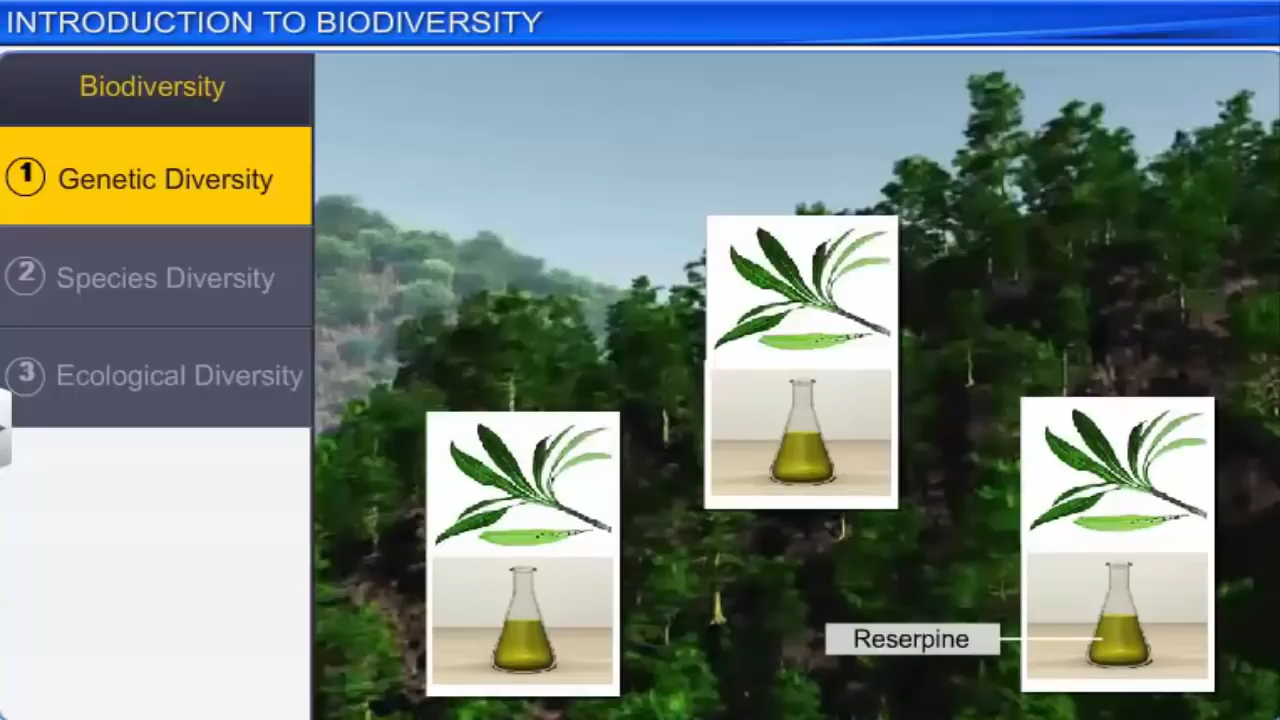 INTRODUCTION TO BIODIVERSITY
Biodiversity
1 Genetic Diversity
2 Species Diversity
3 Ecological Diversity
Reserpine